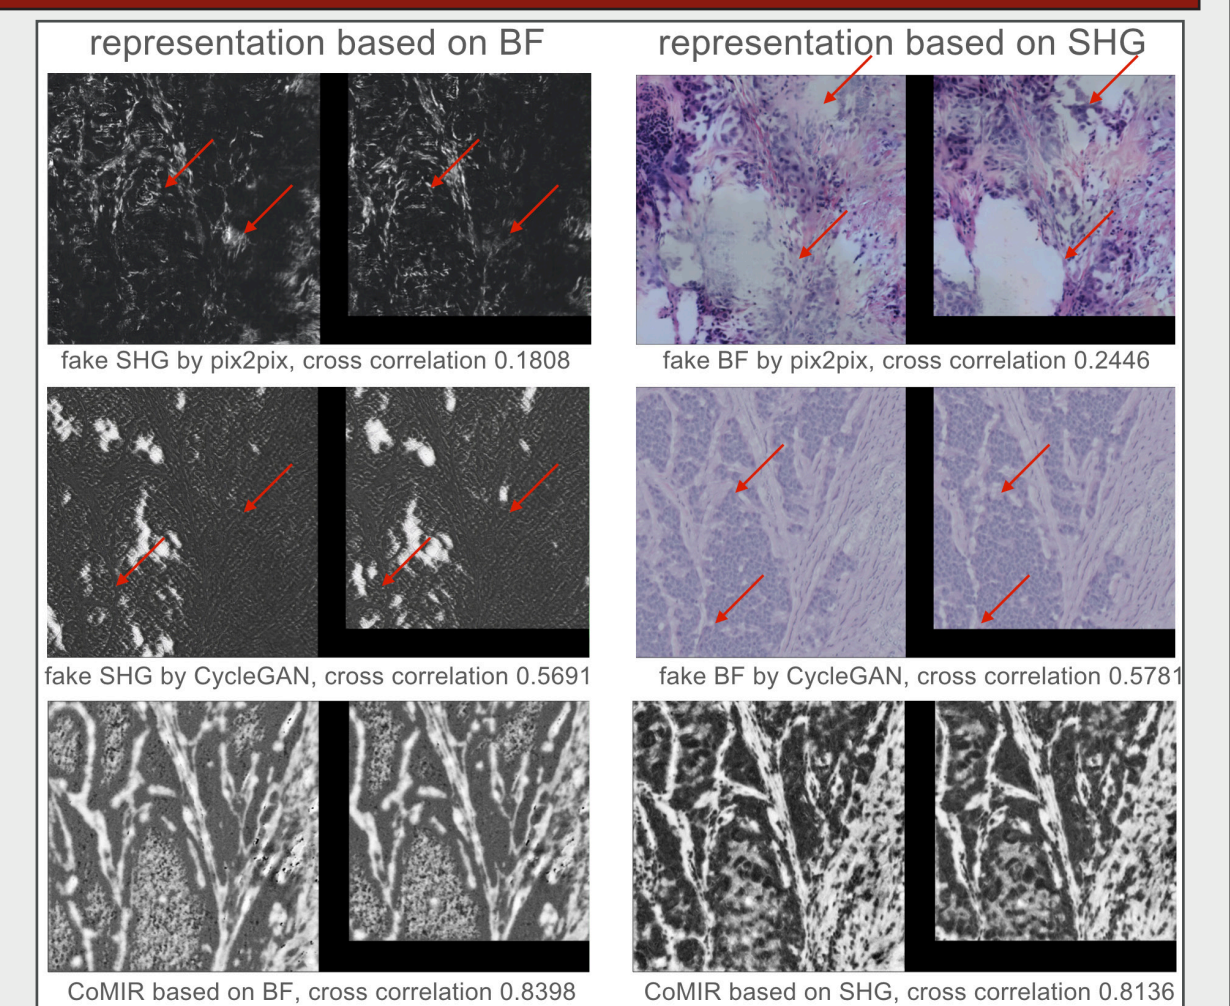 representation based on BF
representation based on SHG
fake SHG by pix2pix, cross correlation 0.1808
fake BF by pix2pix, cross correlation 0.2446
fake SHG by CycleGAN, cross correlation 0.5691
fake BF by CycleGAN, cross correlation 0.5781
CoMIR based on BF, cross correlation 0.8398
CoMIR based on SHG, cross correlation 0.8136